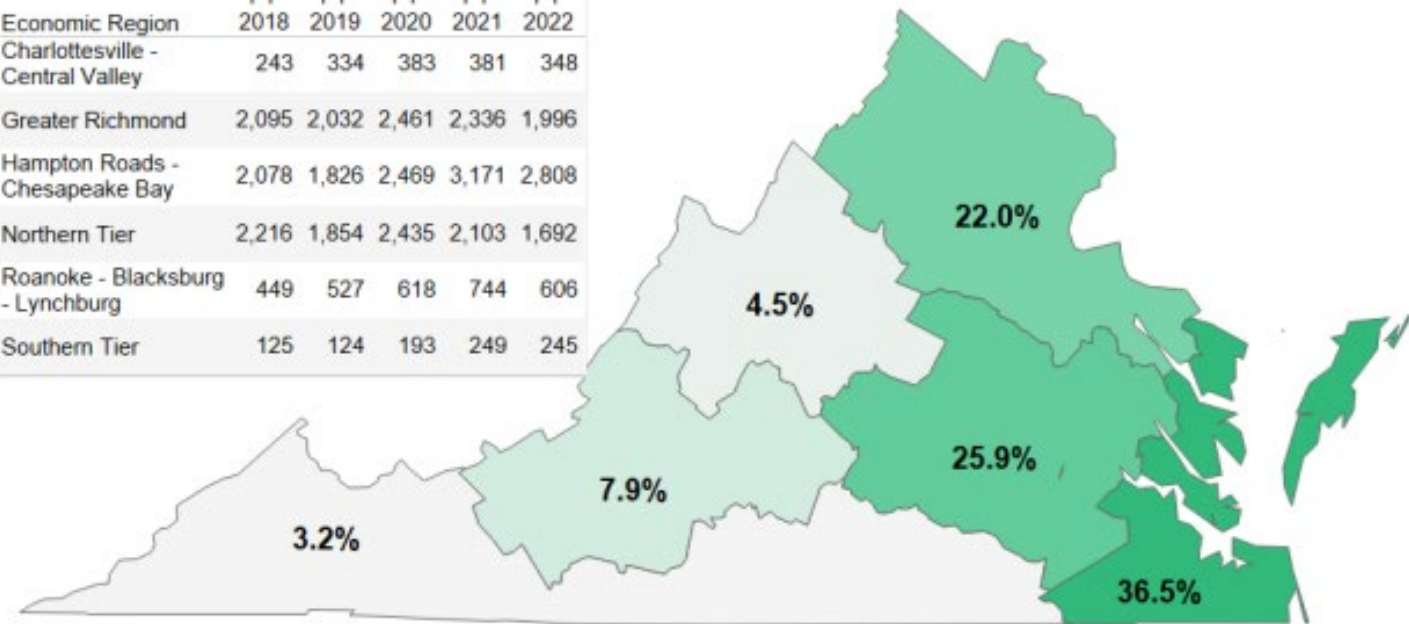 Economic Region 2018 2019 2020 2021 2022
Charlottesville -
Central Valley 243 334 383 381 348
Greater Richmond 2,095 2,032 2,461 2,336 1,996
Hampton Roads -
Chesapeake Bay 2,078 1,826 2,469 3,171 2,808
Northern Tier 2,216 1,854 2,435 2,103 1,692
Roanoke - Blacksburg
- Lynchburg 449 527 618 744 606
Southern Tier 125 124 193 249 245
22.0%
4.5%
25.9%
7.9%
3.2%
36.5%